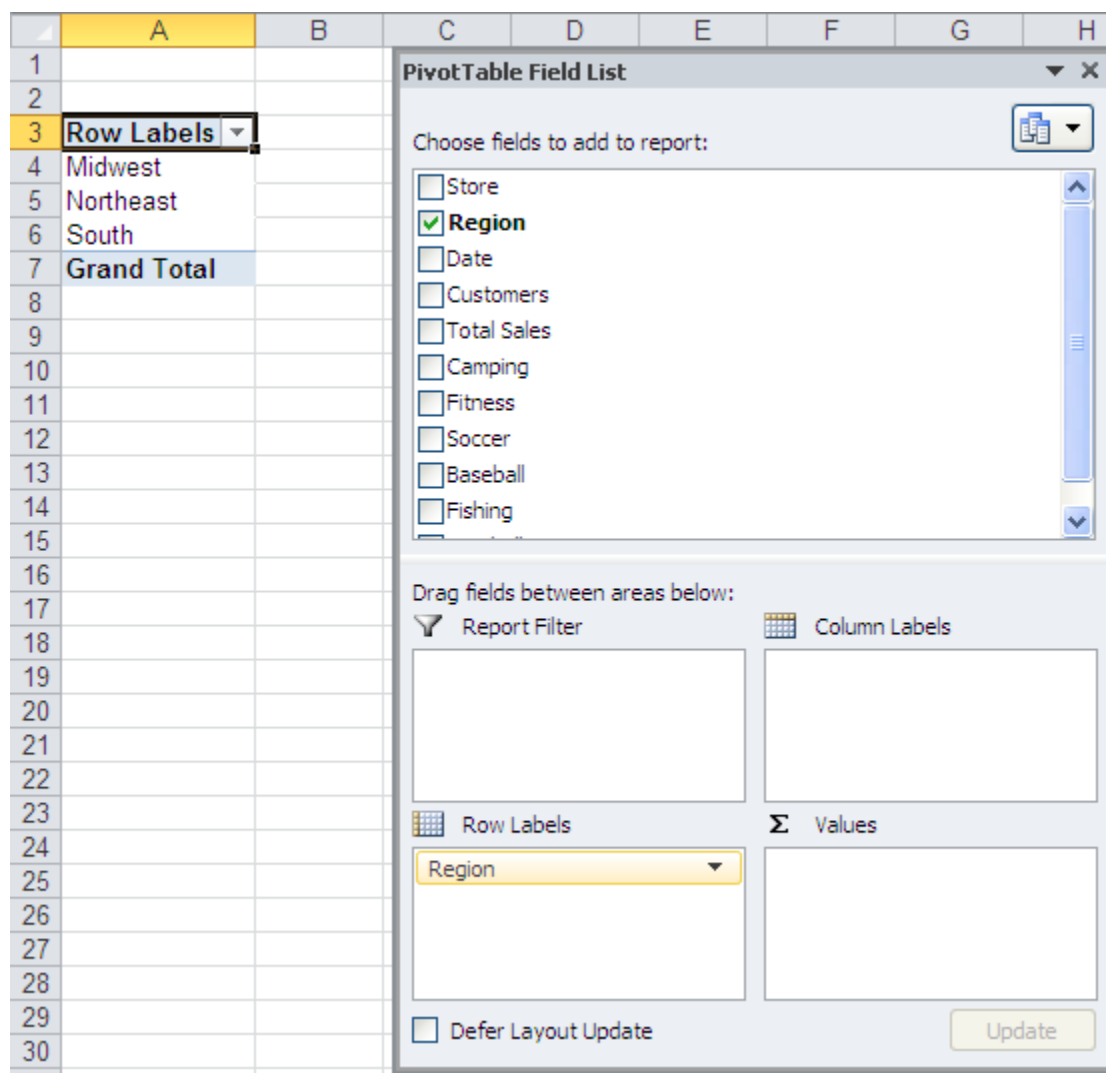 A B C D E F G H
1
2
3 Row Labels
4 Midwest
5 Northeast
6 South
7 Grand Total
8
9
10
11
12
13
14
15
16
17
18
19
20
21
22
23
24
25
26
27
28
29
30
PivotTable Field List
Choose fields to add to report:
Store
Region
Date
Customers
Total Sales
Camping
Fitness
Soccer
Baseball
Fishing
Drag fields between areas below:
Report Filter
Column Labels
Row Labels
Σ Values
Region
Defer Layout Update
Update